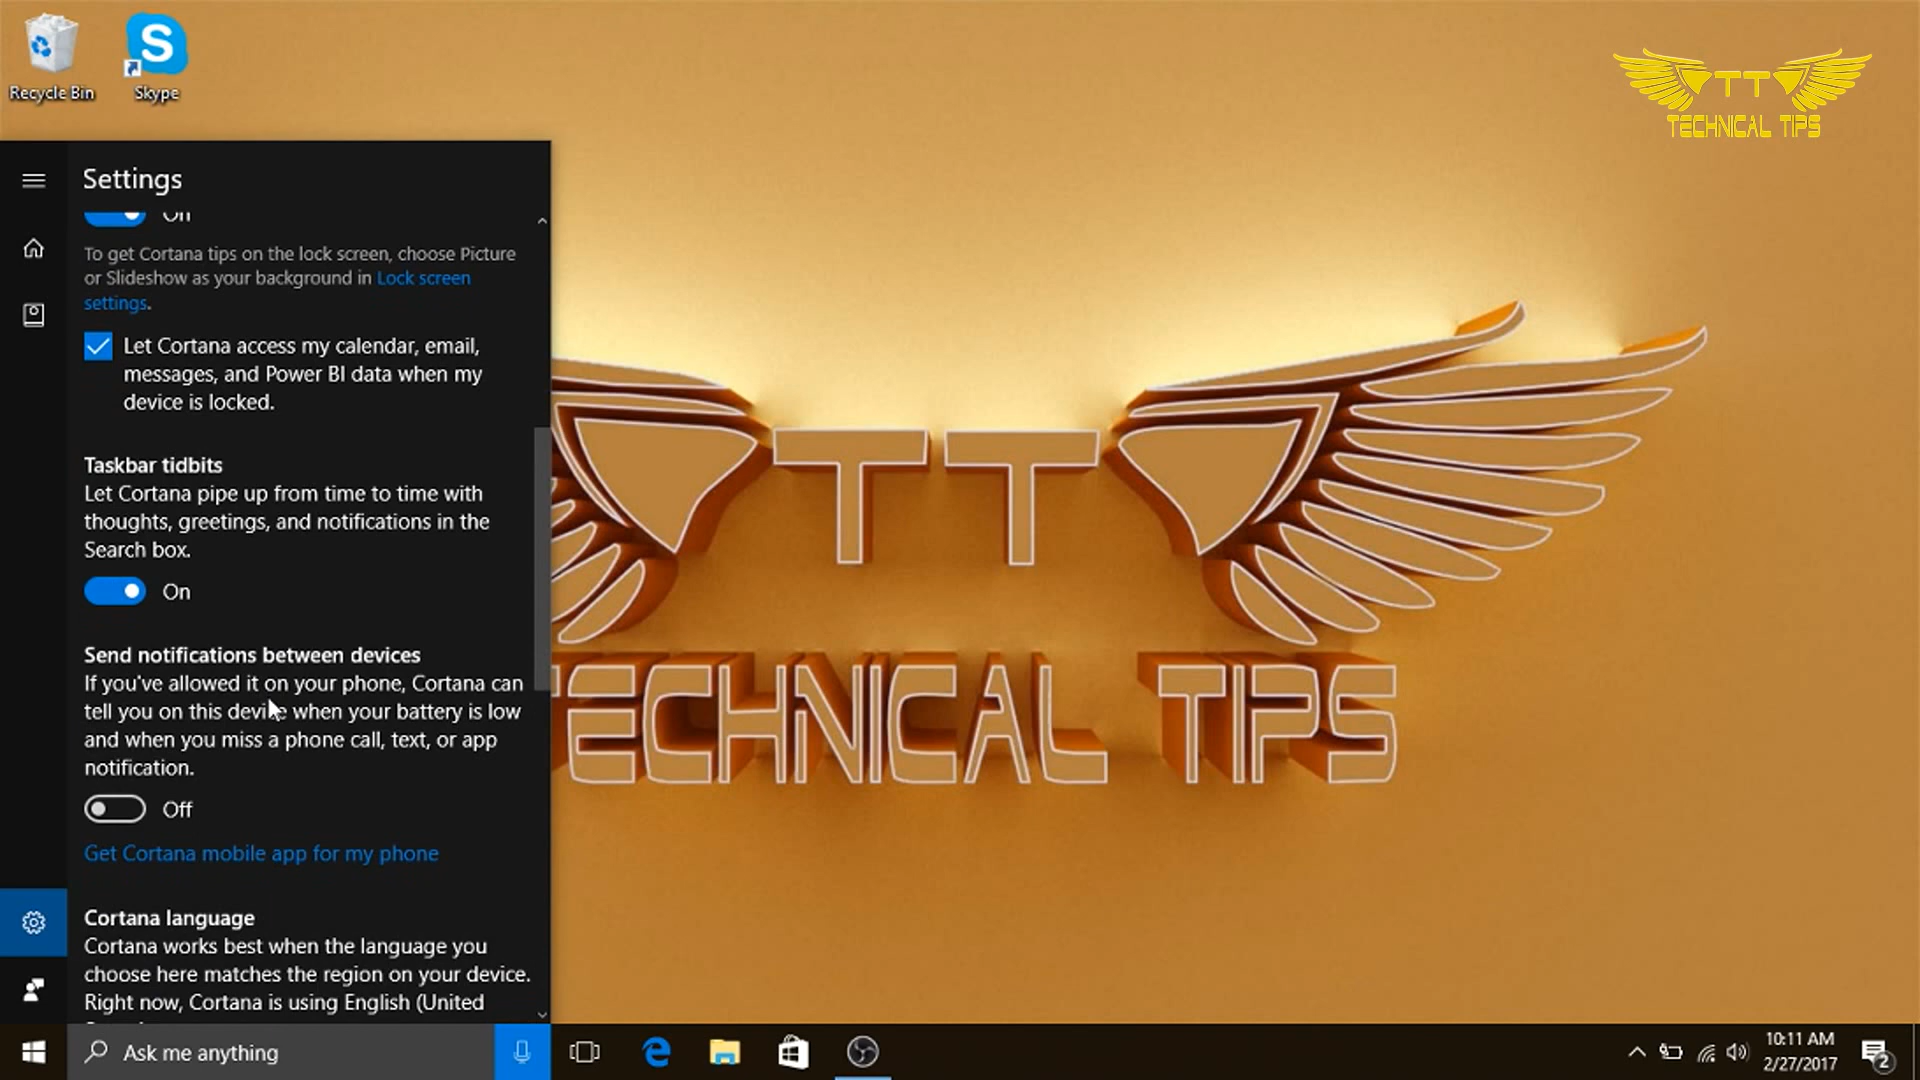 Recycle Bin
Skype
TT
TECHNICAL TIPS
Settings
On
To get Cortana tips on the lock screen, choose Picture
or Slideshow as your background in Lock screen
settings.
Let Cortana access my calendar, email,
messages, and Power BI data when my
device is locked.
Taskbar tidbits
Let Cortana pipe up from time to time with
thoughts, greetings, and notifications in the
Search box.
On
Send notifications between devices
If you've allowed it on your phone, Cortana can
tell you on this device when your battery is low
and when you miss a phone call, text, or app
notification.
Off
Get Cortana mobile app for my phone
Cortana language
Cortana works best when the language you
choose here matches the region on your device.
Right now, Cortana is using English (United
TT
TECHNICAL TIPS
Ask me anything
10:11 AM
2/27/2017
2